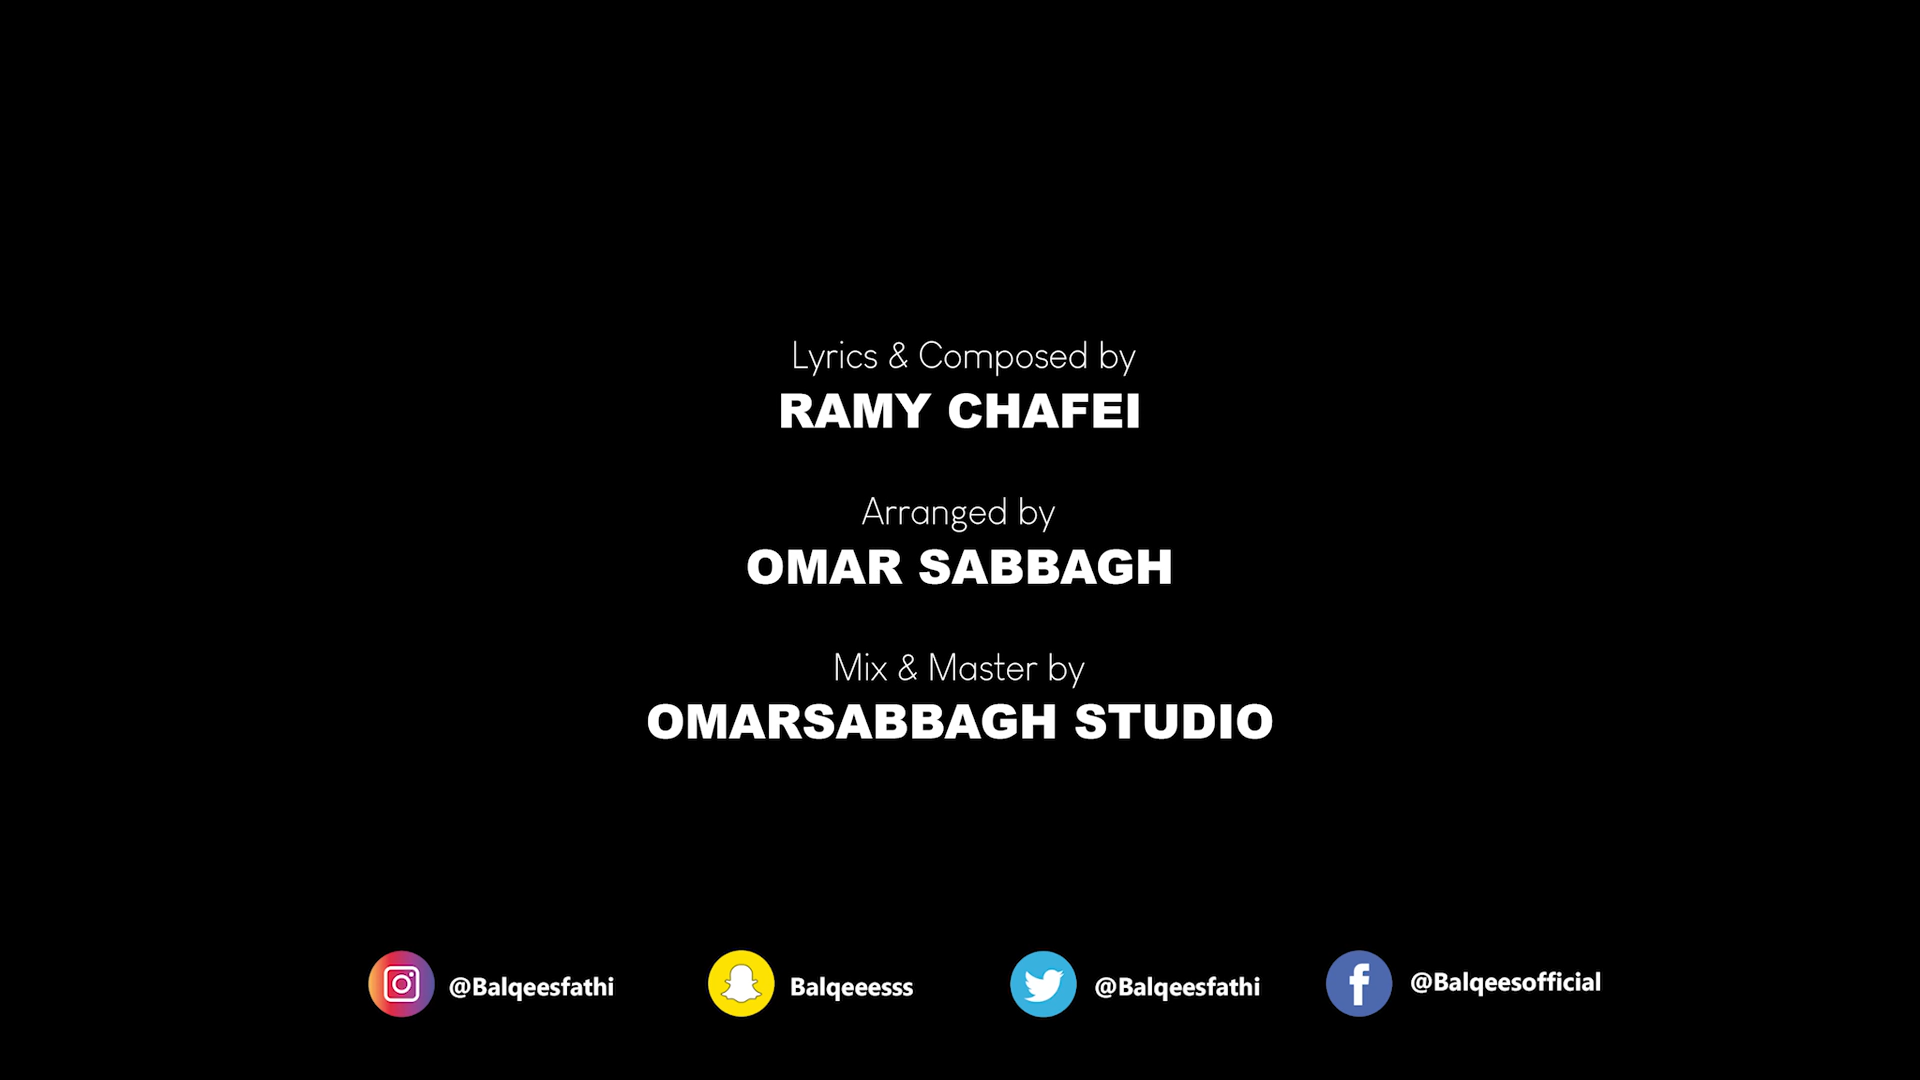 Lyrics & Composed by
RAMY CHAFEI
Arranged by
OMAR SABBAGH
Mix & Master by
OMARSABBAGH STUDIO
@Balqeesfathi
Balqeeesss
@Balqeesfathi
@Balqeesofficial